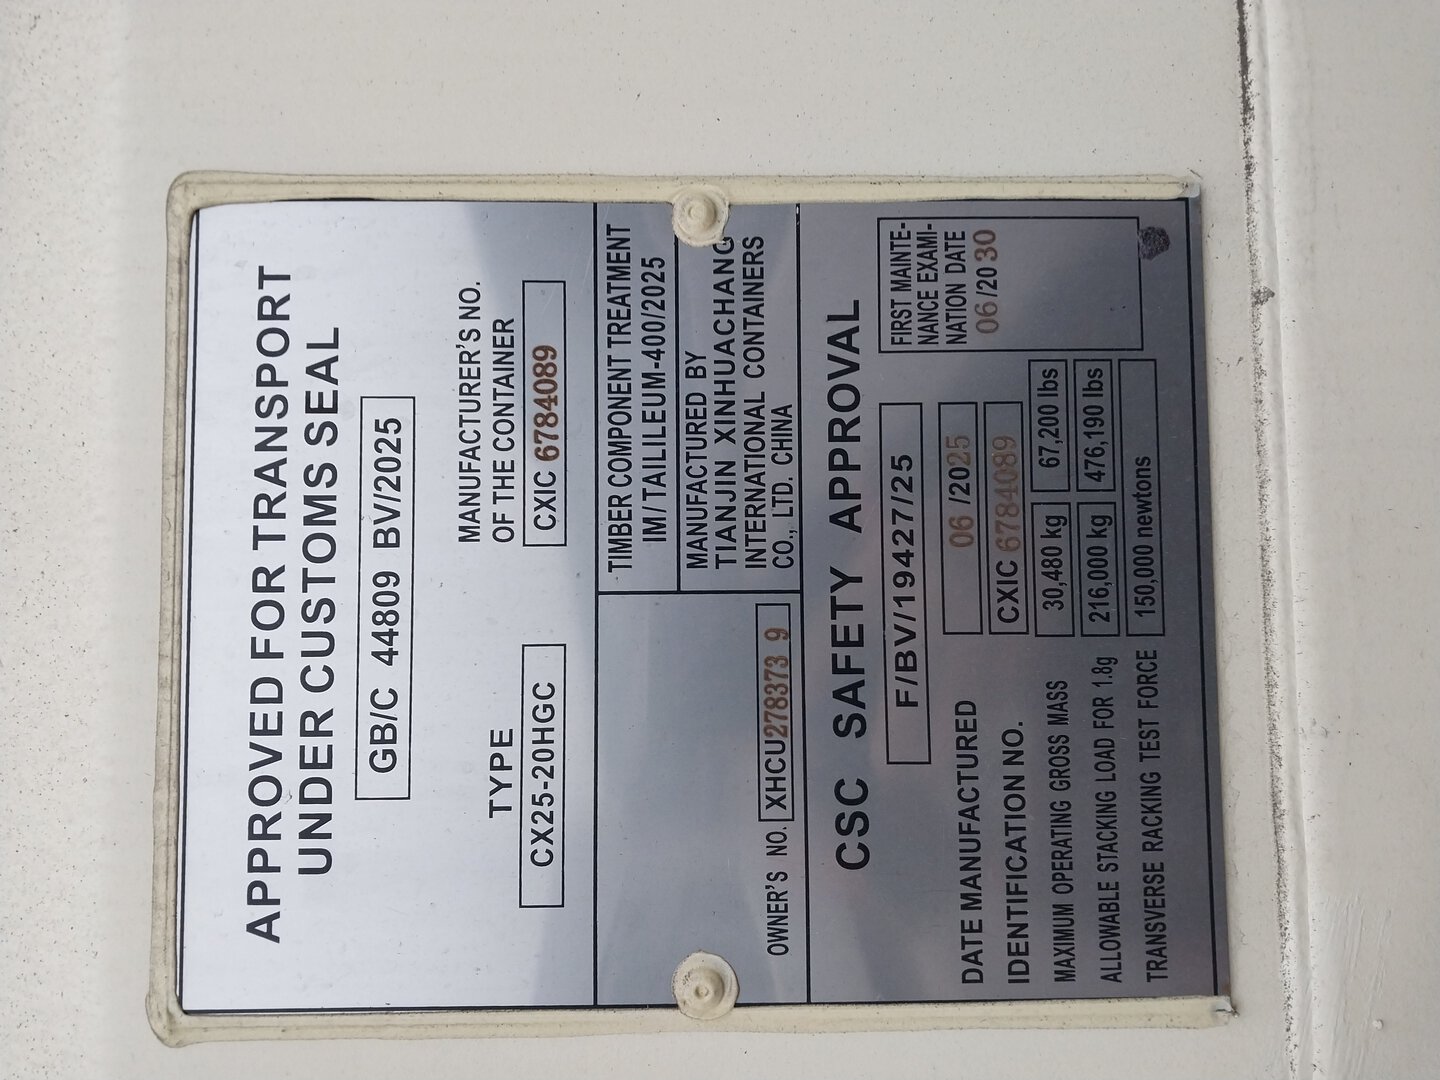 APPROVED FOR TRANSPORT
UNDER CUSTOMS SEAL
GB/C 44809 BV/2025
TYPE
CX25-20HGC
MANUFACTURER'S NO.
OF THE CONTAINER
CXIC 6784089
TIMBER COMPONENT TREATMENT
IM/TAILILEUM-400/2025
MANUFACTURED BY
TIANJIN XINHUACHANG
INTERNATIONAL CONTAINERS
CO., LTD. CHINA
OWNER'S NO. XHCU278373 9
CSC SAFETY APPROVAL
F/BV/19427/25
DATE MANUFACTURED 06 /2025
IDENTIFICATION NO. CXIC 6784089
MAXIMUM OPERATING GROSS MASS 30,480 kg 67,200 lbs
ALLOWABLE STACKING LOAD FOR 1.8g 216,000 kg 476,190 lbs
TRANSVERSE RACKING TEST FORCE 150,000 newtons
FIRST MAINTE-
NANCE EXAMI-
NATION DATE
06/2030